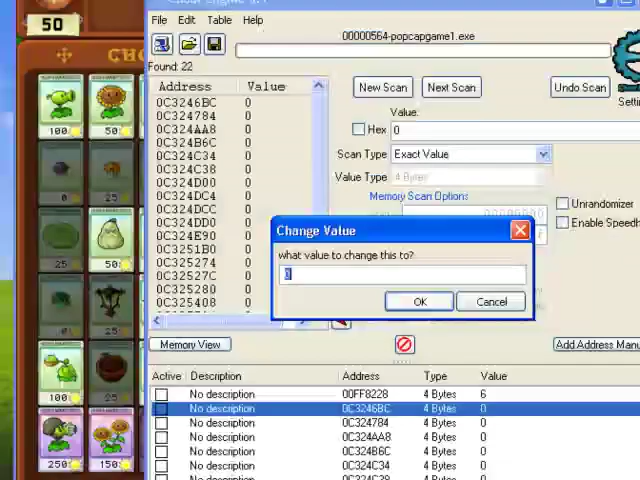 50
CHO
100
50
0
25
25
50
0
25
100
0
250
150
File Edit Table Help
00000564-popcapgame1.exe
Found: 22
Address Value
0C3246BC 0
0C324784 0
0C324AA8 0
0C324B6C 0
0C324C34 0
0C324C38 0
0C324D00 0
0C324DC4 0
0C324DCC 0
0C324DD0 0
0C324E90 0
0C3251B0 0
0C325274
0C32527C
0C325280
0C325408
New Scan Next Scan Undo Scan
Value:
Hex 0
Scan Type Exact Value
Value Type 4 Bytes
Memory Scan Options
Unrandomizer
Enable Speedh
Setti
Change Value
what value to change this to?
0
OK Cancel
Memory View Add Address Manu
Active Description Address Type Value
No description 00FF8228 4 Bytes 6
No description 0C3246BC 4 Bytes 0
No description 0C324784 4 Bytes 0
No description 0C324AA8 4 Bytes 0
No description 0C324B6C 4 Bytes 0
No description 0C324C34 4 Bytes 0